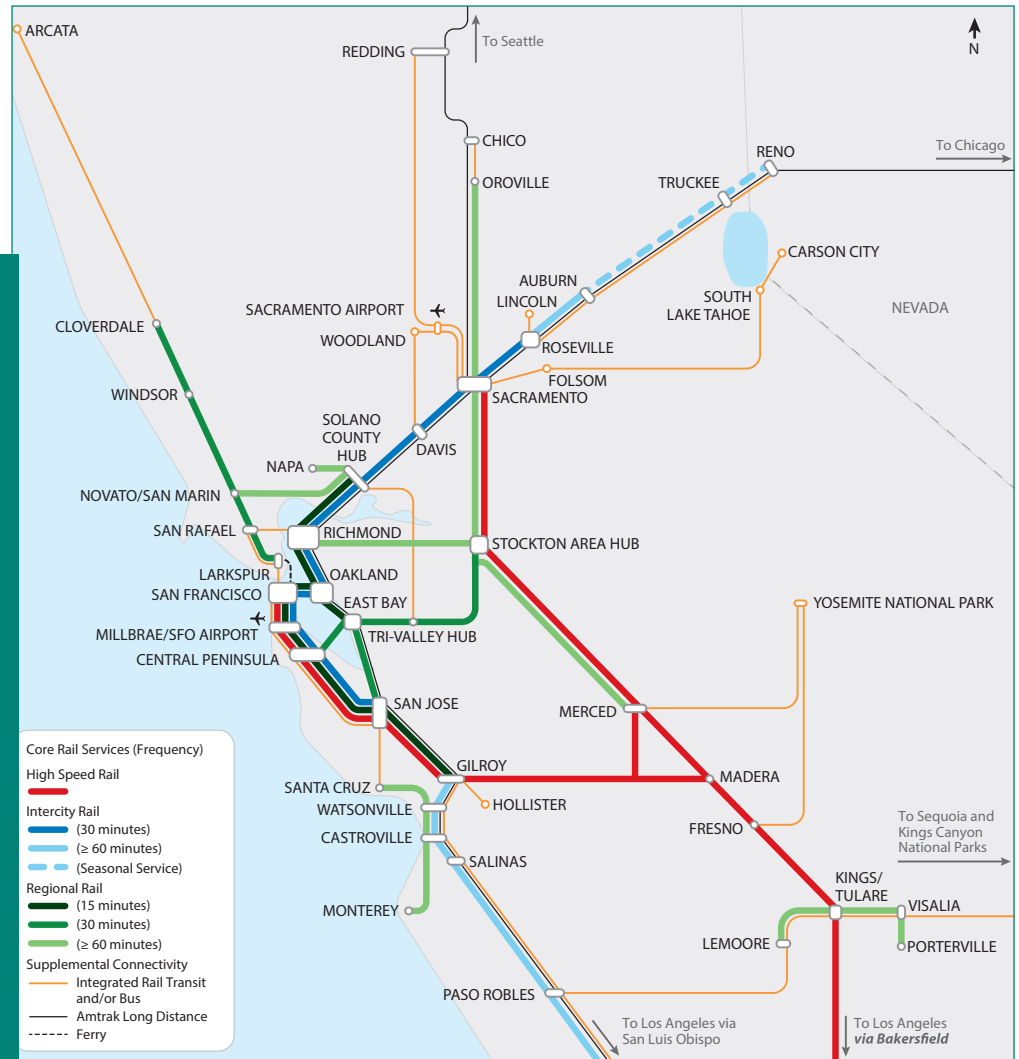 ARCATA
REDDING
To Seattle
N
CHICO
To Chicago
RENO
OROVILLE
TRUCKEE
CARSON CITY
AUBURN
LINCOLN
SOUTH
LAKE TAHOE
SACRAMENTO AIRPORT
NEVADA
CLOVERDALE
WOODLAND
ROSEVILLE
FOLSOM
WINDSOR
SACRAMENTO
SOLANO
COUNTY
HUB
DAVIS
NAPA
NOVATO/SAN MARIN
SAN RAFAEL
RICHMOND
STOCKTON AREA HUB
LARKSPUR
OAKLAND
SAN FRANCISCO
EAST BAY
YOSEMITE NATIONAL PARK
MILLBRAE/SFO AIRPORT
TRI-VALLEY HUB
CENTRAL PENINSULA
SAN JOSE
MERCED
GILROY
MADERA
SANTA CRUZ
WATSONVILLE
HOLLISTER
CASTROVILLE
FRESNO
To Sequoia and
Kings Canyon
National Parks
SALINAS
KINGS/
TULARE
VISALIA
MONTEREY
LEMOORE
PORTERVILLE
PASO ROBLES
To Los Angeles via
San Luis Obispo
To Los Angeles
via Bakersfield
Core Rail Services (Frequency)
High Speed Rail
Intercity Rail
(30 minutes)
(≥ 60 minutes)
(Seasonal Service)
Regional Rail
(15 minutes)
(30 minutes)
(≥ 60 minutes)
Supplemental Connectivity
Integrated Rail Transit
and/or Bus
Amtrak Long Distance
Ferry